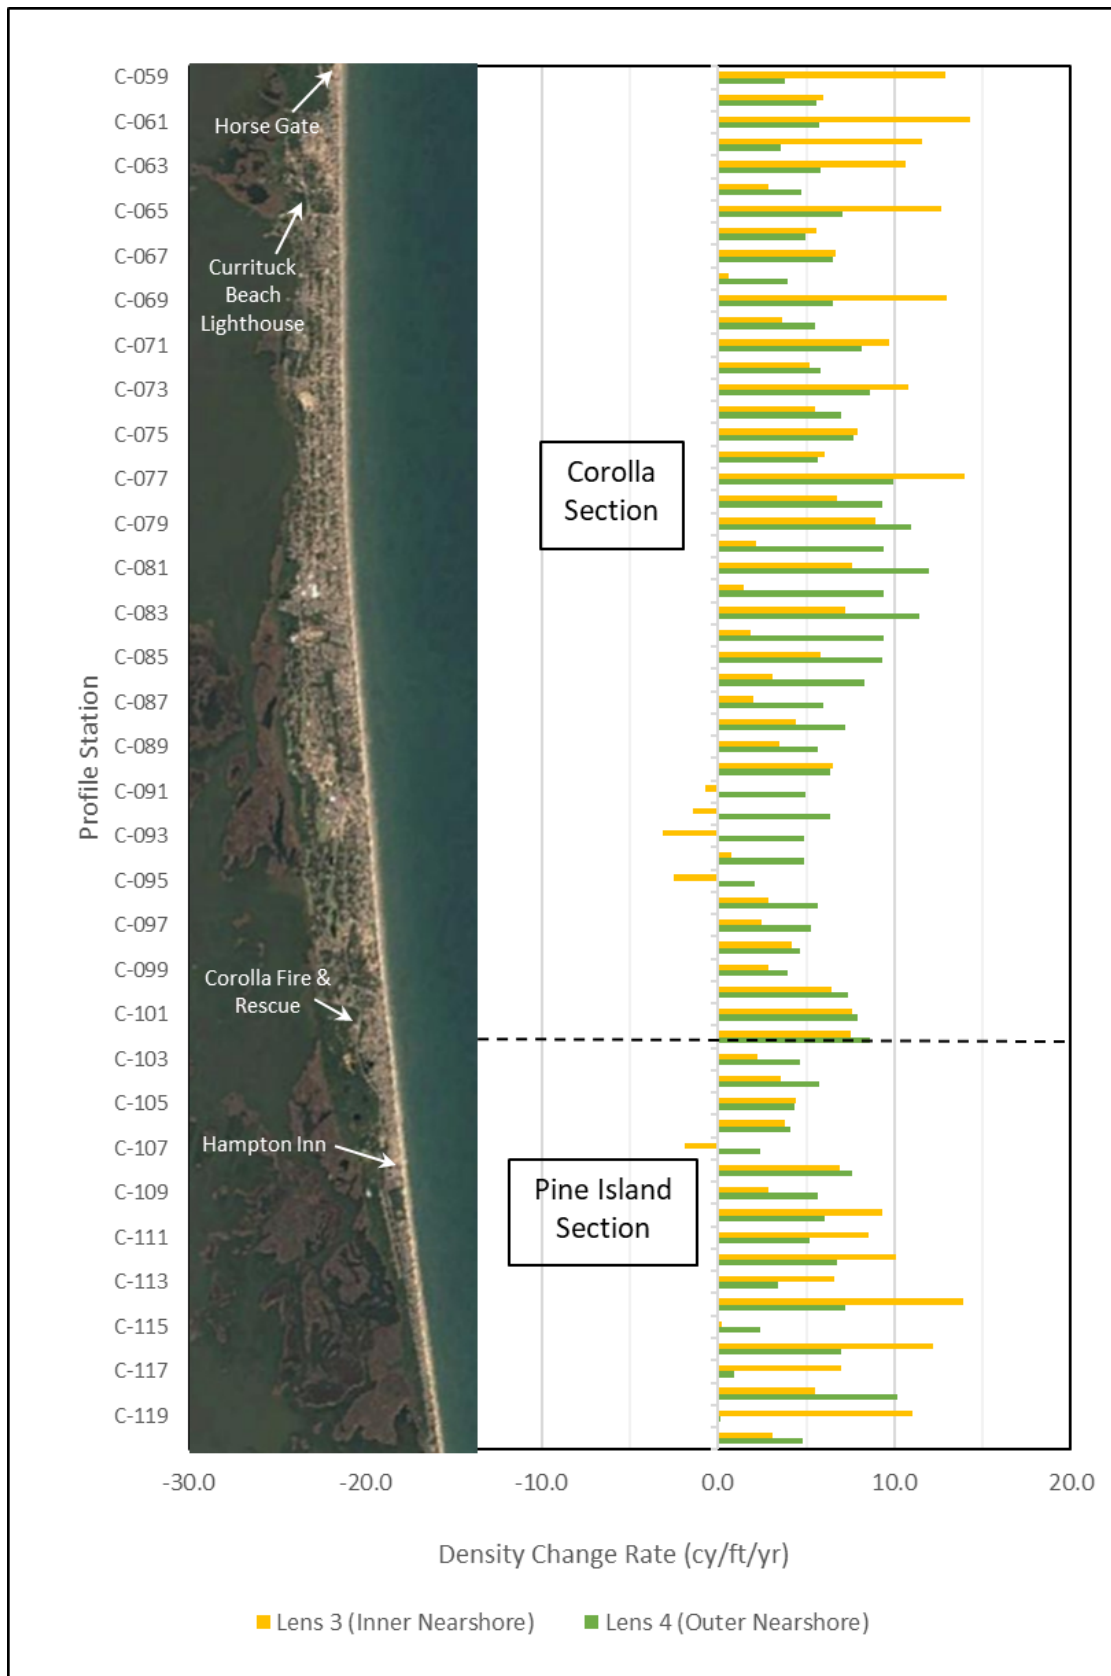 C-059
C-061
C-063
C-065
C-067
C-069
C-071
C-073
C-075
C-077
C-079
C-081
C-083
C-085
C-087
C-089
C-091
C-093
C-095
C-097
C-099
C-101
C-103
C-105
C-107
C-109
C-111
C-113
C-115
C-117
C-119
Profile Station
Horse Gate
Currituck
Beach
Lighthouse
Corolla Fire &
Rescue
Hampton Inn
Corolla
Section
Pine Island
Section
-30.0 -20.0 -10.0 0.0 10.0 20.0
Density Change Rate (cy/ft/yr)
Lens 3 (Inner Nearshore) Lens 4 (Outer Nearshore)